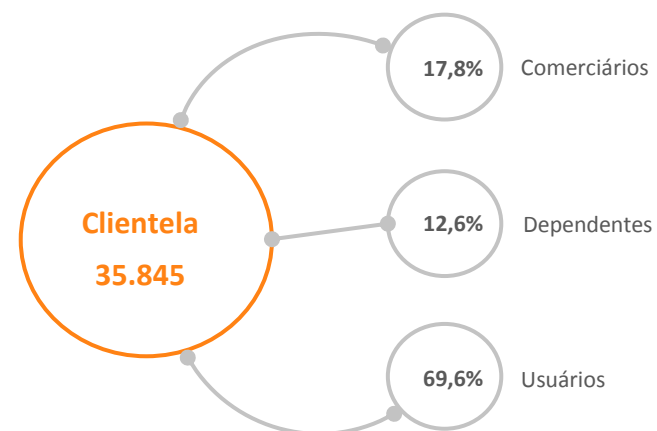 17,8% Comerciários
Clientela
35.845
12,6% Dependentes
69,6% Usuários